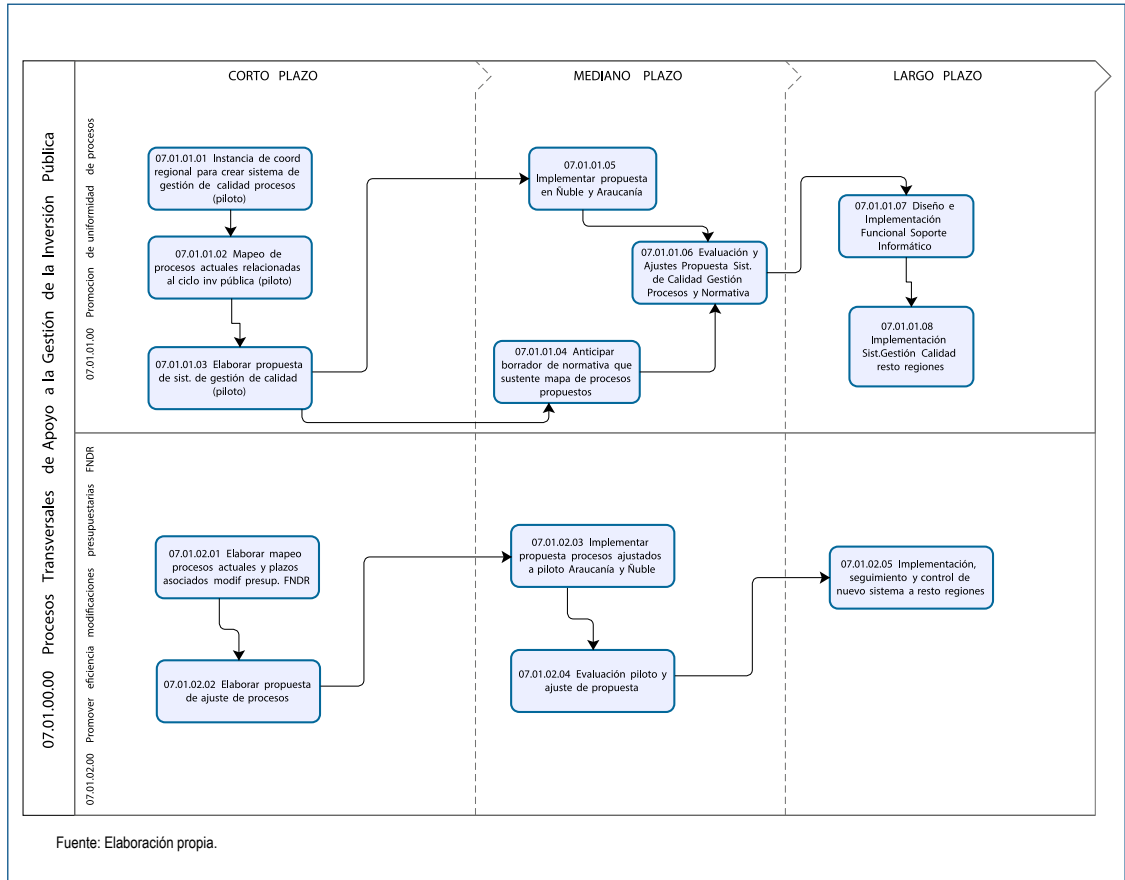 CORTO PLAZO
MEDIANO PLAZO
LARGO PLAZO
07.01.00.00 Procesos Transversales de Apoyo a la Gestión de la Inversión Pública
07.01.01.00 Promocion de uniformidad de procesos
07.01.01.01 Instancia de coord
regional para crear sistema de
gestión de calidad procesos
(piloto)
07.01.01.02 Mapeo de
procesos actuales relacionadas
al ciclo inv pública (piloto)
07.01.01.03 Elaborar propuesta
de sist. de gestión de calidad
(piloto)
07.01.01.05
Implementar propuesta
en Ñuble y Araucanía
07.01.01.06 Evaluación y
Ajustes Propuesta Sist.
de Calidad Gestión
Procesos y Normativa
07.01.01.04 Anticipar
borrador de normativa que
sustente mapa de procesos
propuestos
07.01.01.07 Diseño e
Implementación
Funcional Soporte
Informático
07.01.01.08
Implementación
Sist.Gestión Calidad
resto regiones
07.01.02.00 Promover eficiencia modificaciones presupuestarias FNDR
07.01.02.01 Elaborar mapeo
procesos actuales y plazos
asociados modif presup. FNDR
07.01.02.02 Elaborar propuesta
de ajuste de procesos
07.01.02.03 Implementar
propuesta procesos ajustados
a piloto Araucanía y Ñuble
07.01.02.04 Evaluación piloto y
ajuste de propuesta
07.01.02.05 Implementación,
seguimiento y control de
nuevo sistema a resto regiones
Fuente: Elaboración propia.